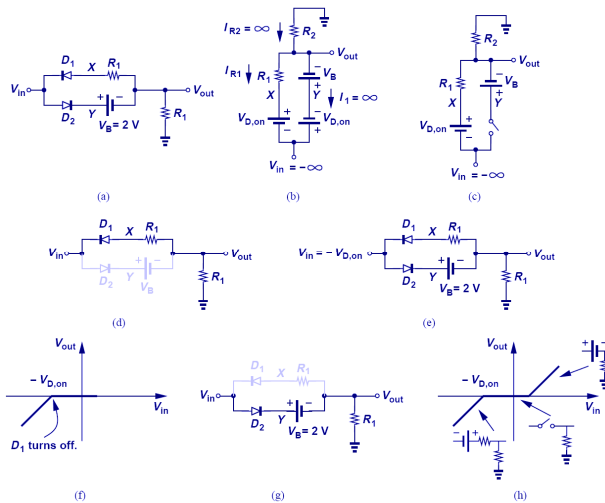 D1 X R1
Vin
D2 Y VB = 2 V
Vout
R1
(a)
IR2 = ∞
R2
Vout
IR1
R1
X
VB
Y
I1 = ∞
VD,on
VD,on
Vin = − ∞
(b)
R2
Vout
R1
X
VB
Y
VD,on
Vin = − ∞
(c)
D1 X R1
Vin
D2 Y VB
Vout
R1
(d)
D1 X R1
Vin = − VD,on
D2 Y VB = 2 V
Vout
R1
(e)
Vout
− VD,on
Vin
D1 turns off.
(f)
D1 X R1
Vin
D2 Y VB = 2 V
Vout
R1
(g)
Vout
− VD,on
Vin
(h)